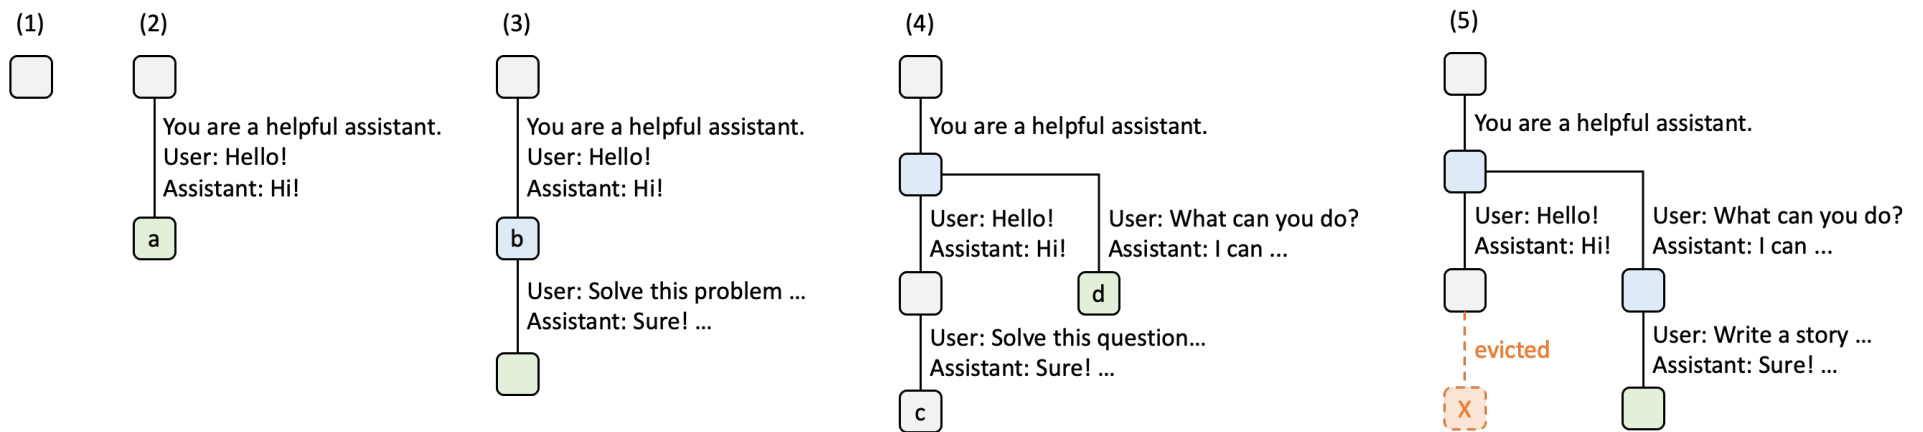 (1)
(2)
You are a helpful assistant.
User: Hello!
Assistant: Hi!
a
(3)
You are a helpful assistant.
User: Hello!
Assistant: Hi!
b
User: Solve this problem ...
Assistant: Sure! ...
(4)
You are a helpful assistant.
User: Hello!
Assistant: Hi!
User: What can you do?
Assistant: I can ...
d
User: Solve this question...
Assistant: Sure! ...
c
(5)
You are a helpful assistant.
User: Hello!
Assistant: Hi!
User: What can you do?
Assistant: I can ...
evicted
X
User: Write a story ...
Assistant: Sure! ...